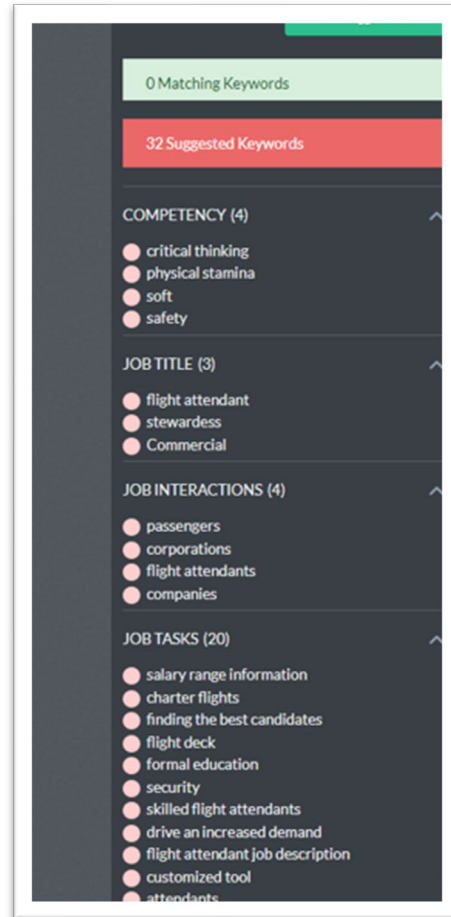 0 Matching Keywords
32 Suggested Keywords
COMPETENCY (4)
critical thinking
physical stamina
soft
safety
JOB TITLE (3)
flight attendant
stewardess
Commercial
JOB INTERACTIONS (4)
passengers
corporations
flight attendants
companies
JOB TASKS (20)
salary range information
charter flights
finding the best candidates
flight deck
formal education
security
skilled flight attendants
drive an increased demand
flight attendant job description
customized tool
attendants